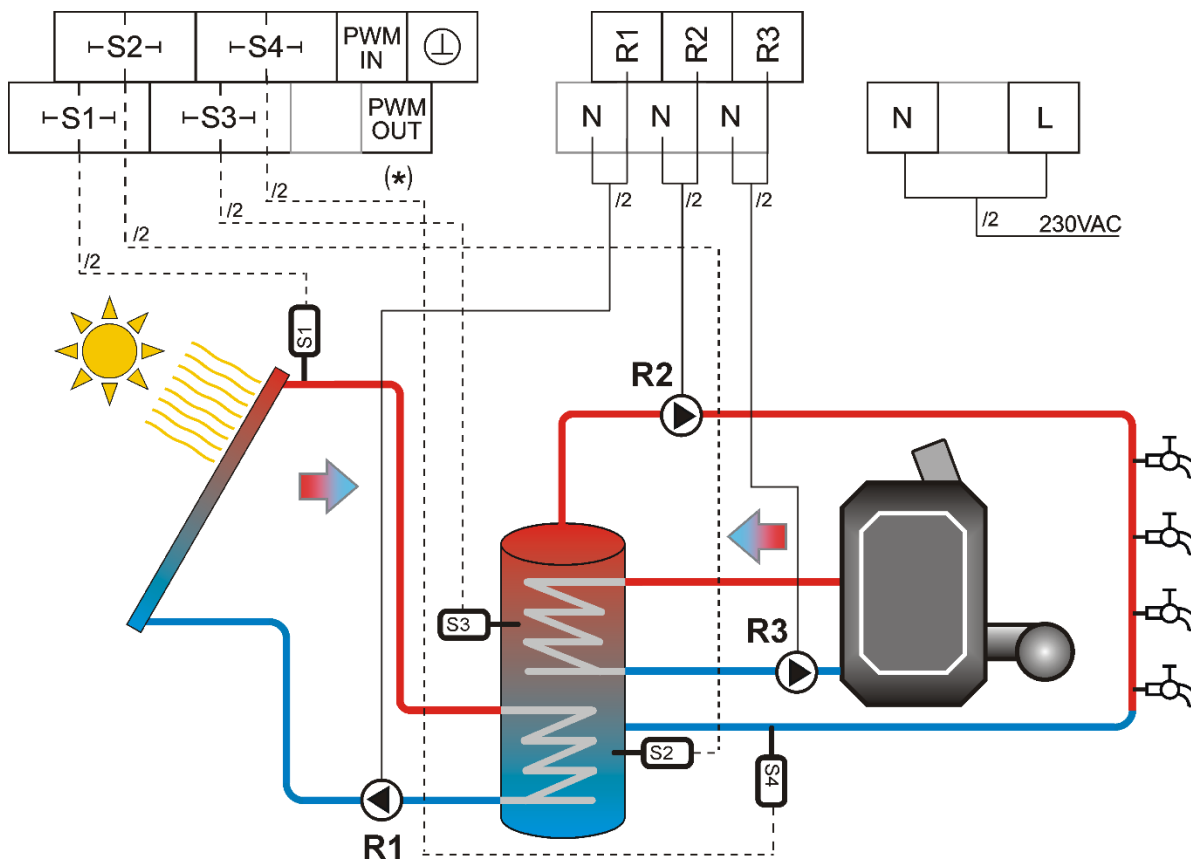 S2 S4 PWM IN R1 R2 R3
S1 S3 PWM OUT N N N N L
(*)
/2 /2 /2 /2 /2 /2 /2 /2 230VAC
S1
R2
S3
R3
S2
S4
R1